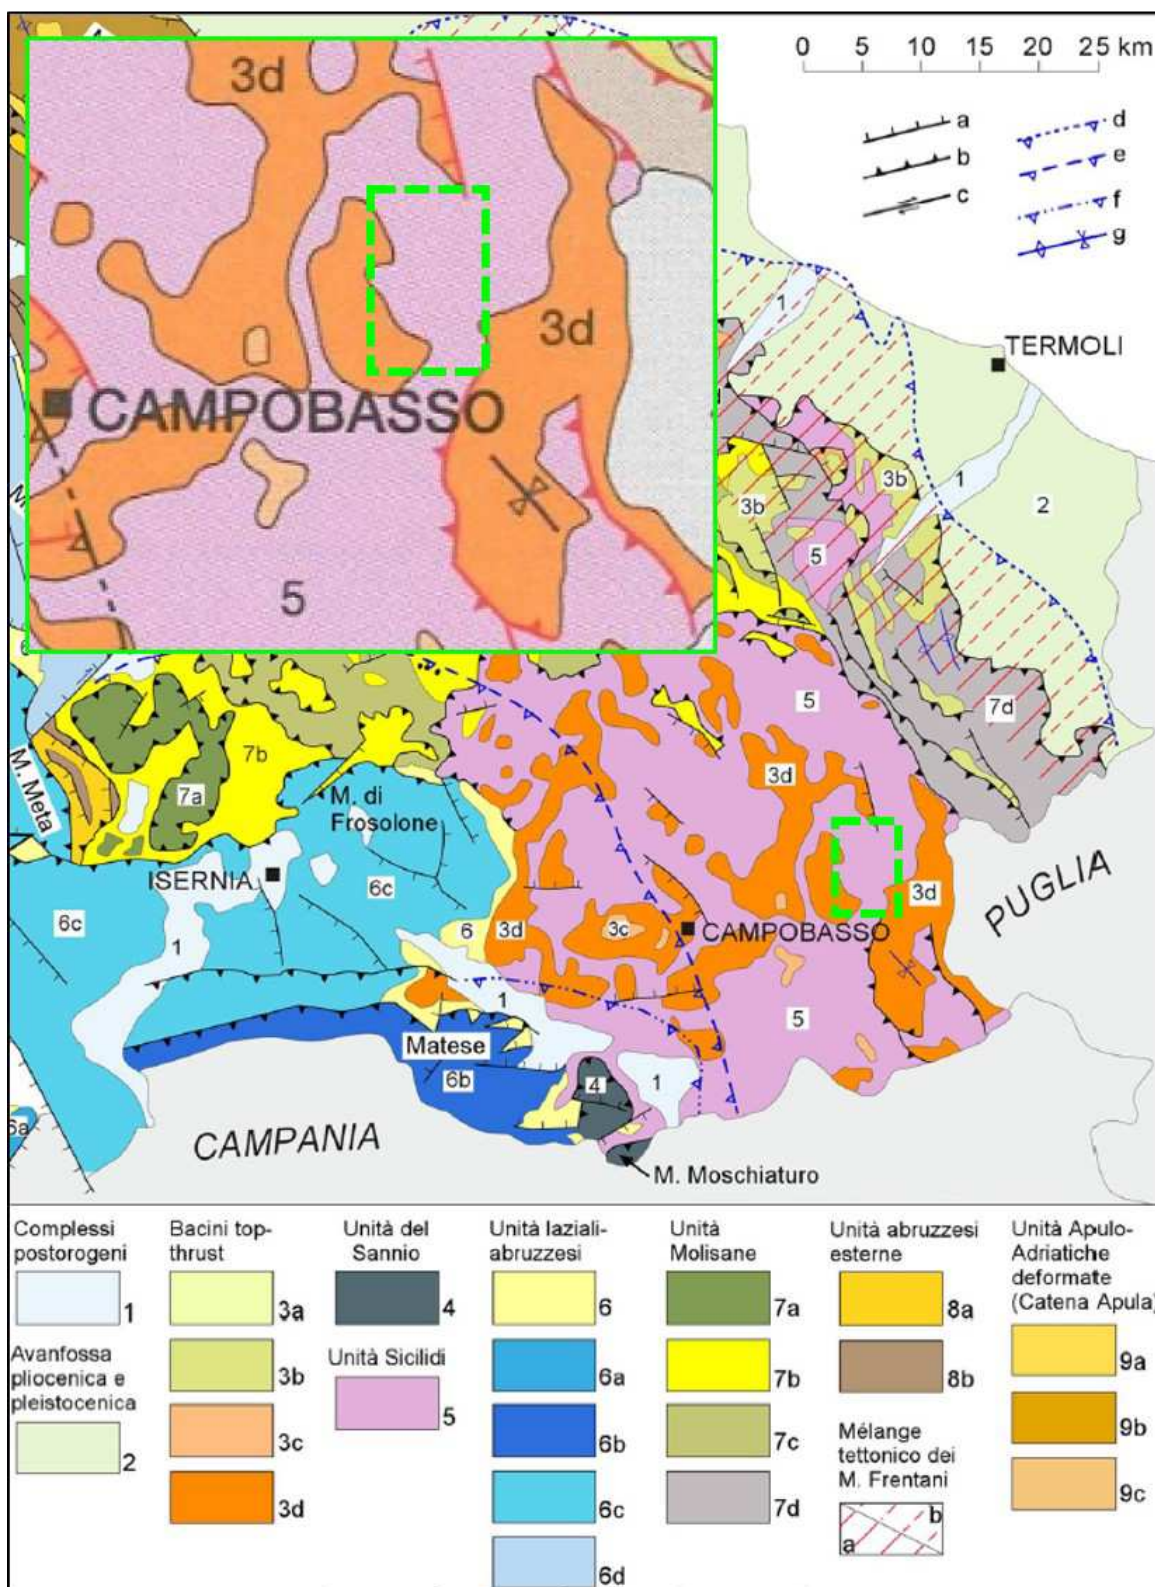 0 5 10 15 20 25 km
a
b
c
d
e
f
g
3d
3d
CAMPOBASSO
5
1
TERMOLI
3b
3b
1
2
5
7d
5
3d
3d
PUGLIA
M. Meta
7b
7a
M. di
Frosolone
ISERNIA
6c
6c
1
6
3d
3c
CAMPOBASSO
1
5
Matese
6b
4
1
6a
CAMPANIA
M. Moschiaturo
Complessi
postorogeni
1
Avanfossa
pliocenica e
pleistocenica
2
Bacini top-
thrust
3a
3b
3c
3d
Unità del
Sannio
4
Unità Sicilidi
5
Unità laziali-
abruzzesi
6
6a
6b
6c
6d
Unità
Molisane
7a
7b
7c
7d
Unità abruzzesi
esterne
8a
8b
Mélange
tettonico dei
M. Frentani
a b
Unità Apulo-
Adriatiche
deformate
(Catena Apula)
9a
9b
9c